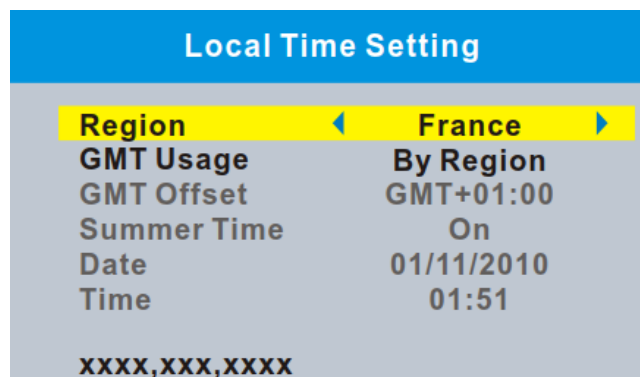 Local Time Setting
Region France
GMT Usage By Region
GMT Offset GMT+01:00
Summer Time On
Date 01/11/2010
Time 01:51
xxxx,xxx,xxxx